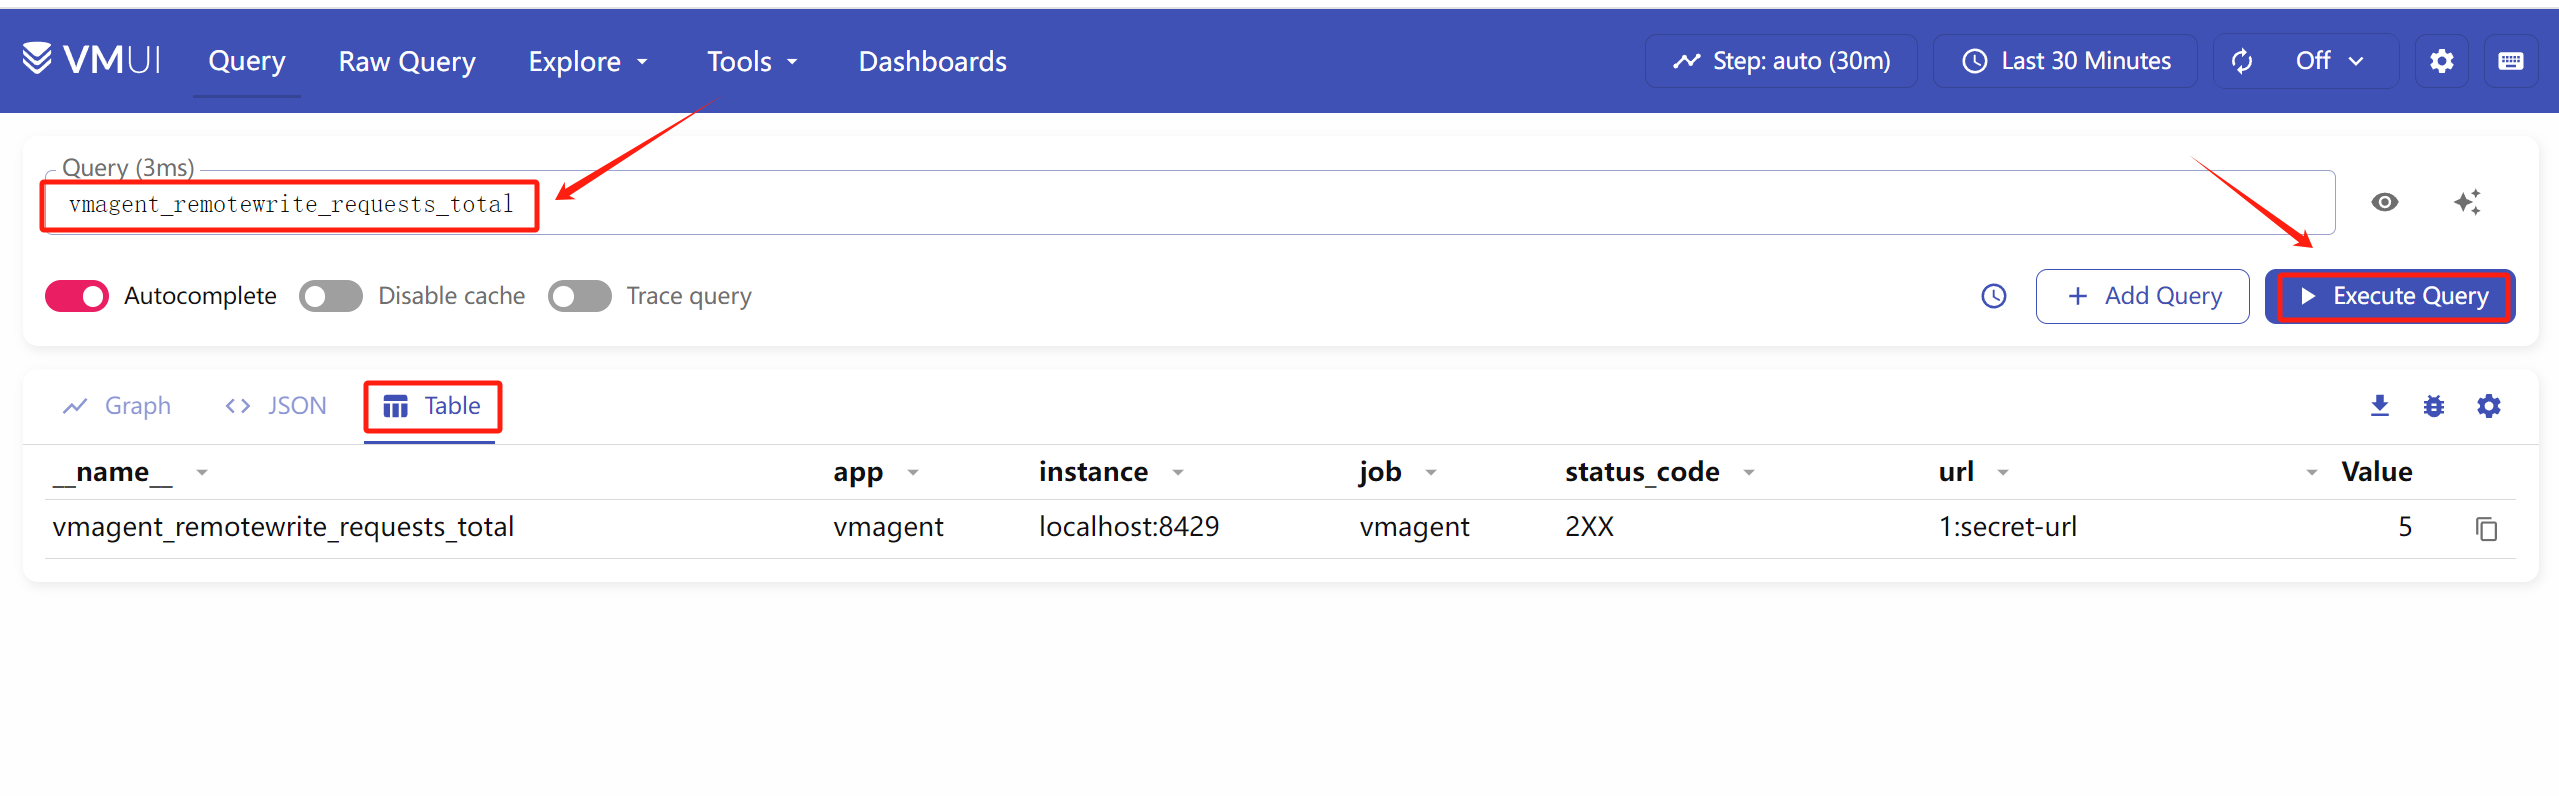 VMUI Query Raw Query Explore Tools Dashboards Step: auto (30m) Last 30 Minutes Off
Query (3ms)
vmagent_remotewrite_requests_total
Autocomplete Disable cache Trace query Add Query Execute Query
Graph JSON Table
__name__ app instance job status_code url Value
vmagent_remotewrite_requests_total vmagent localhost:8429 vmagent 2XX 1:secret-url 5